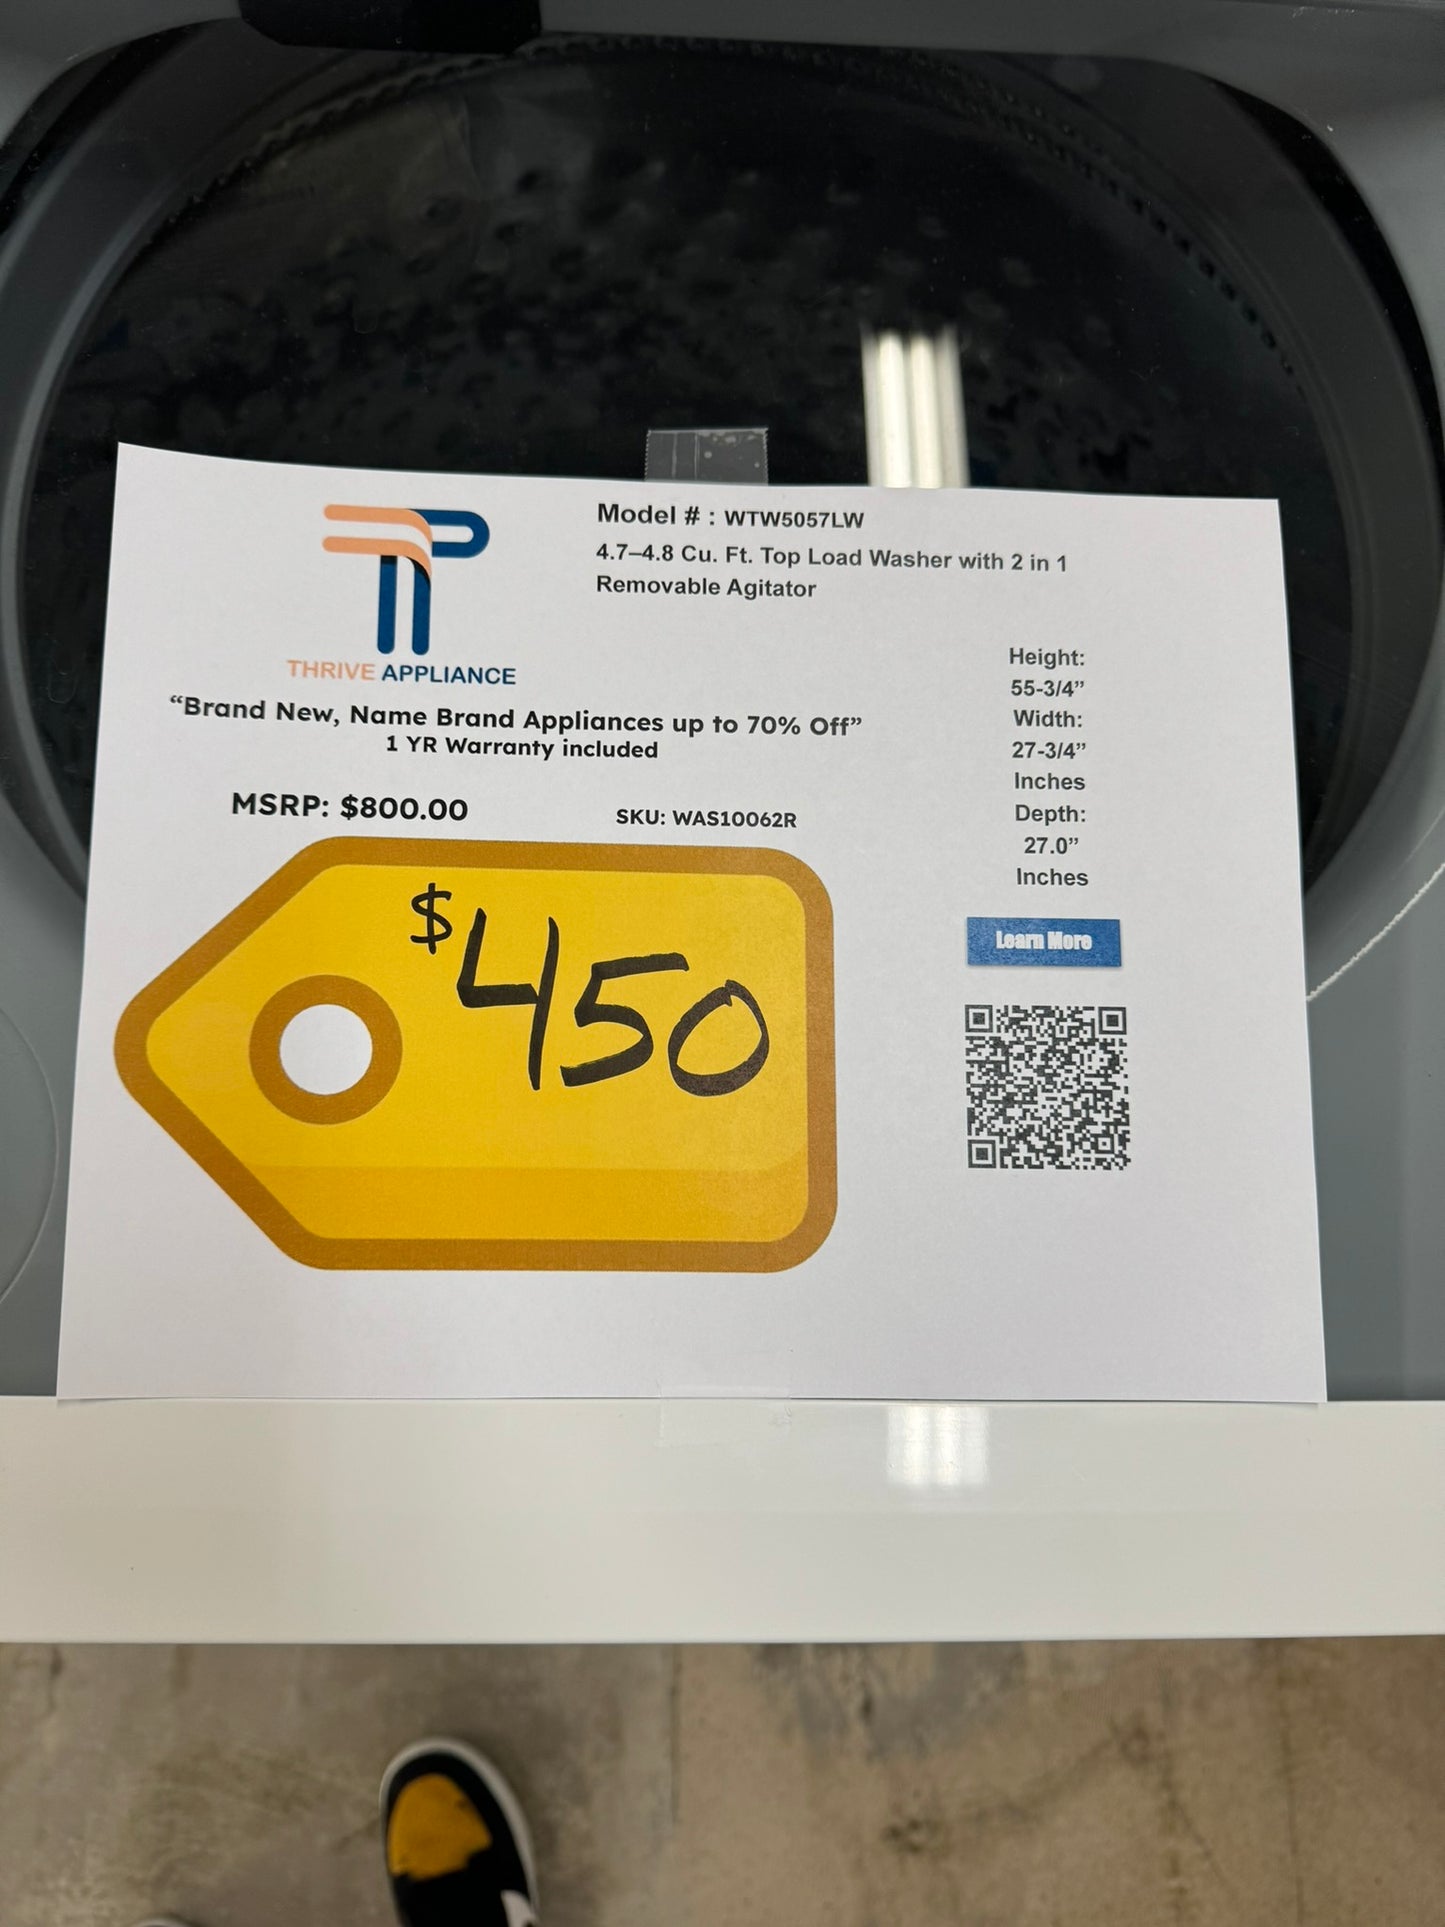 THRIVE APPLIANCE
Model # : WTW5057LW
4.7–4.8 Cu. Ft. Top Load Washer with 2 in 1
Removable Agitator
“Brand New, Name Brand Appliances up to 70% Off”
1 YR Warranty included
MSRP: $800.00
SKU: WAS10062R
$450
Height:
55-3/4”
Width:
27-3/4”
Inches
Depth:
27.0”
Inches
Learn More